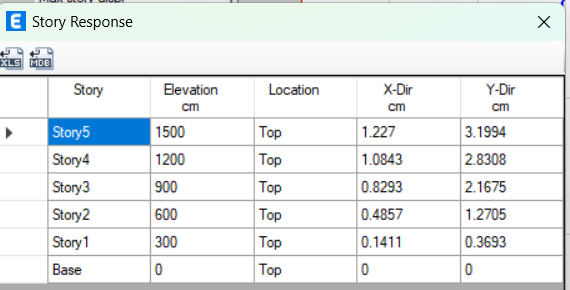 Story Response
XLS MDB
Story Elevation Location X-Dir Y-Dir
cm cm cm
Story5 1500 Top 1.227 3.1994
Story4 1200 Top 1.0843 2.8308
Story3 900 Top 0.8293 2.1675
Story2 600 Top 0.4857 1.2705
Story1 300 Top 0.1411 0.3693
Base 0 Top 0 0